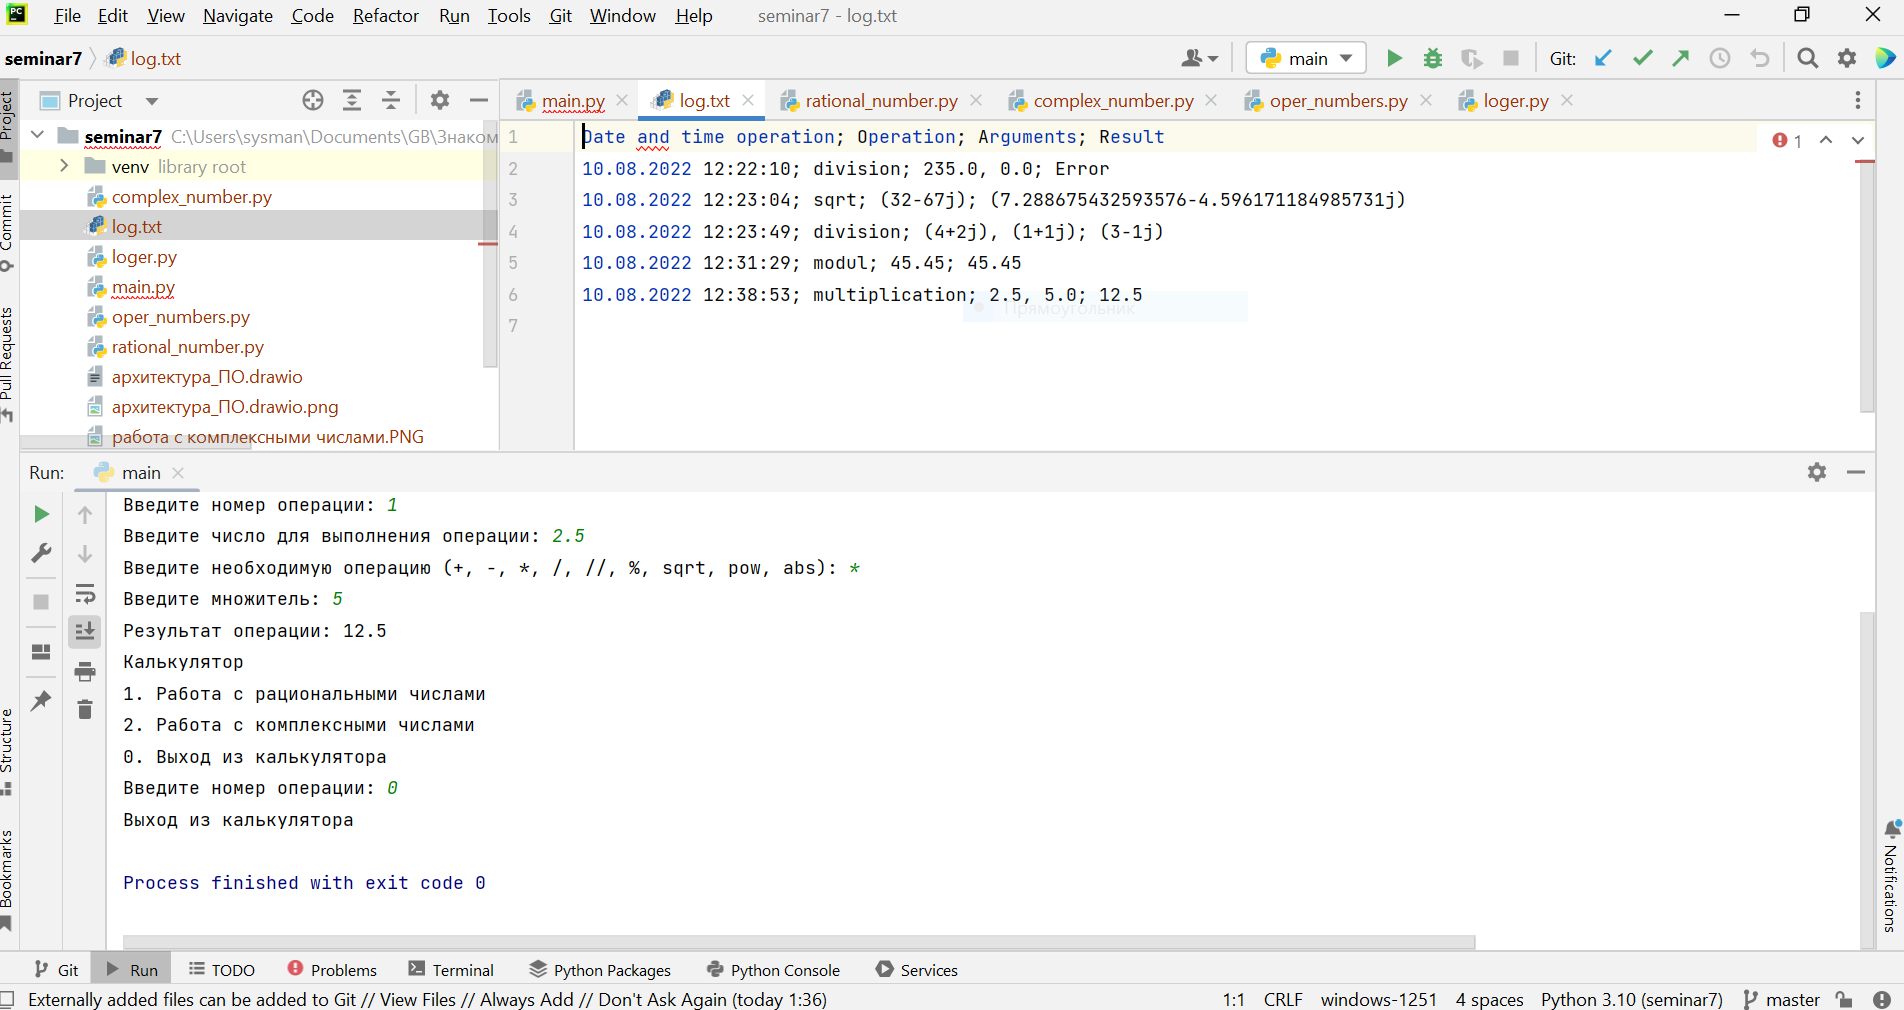 PC File Edit View Navigate Code Refactor Run Tools Git Window Help seminar7 - log.txt
seminar7 log.txt main Git:
Project
main.py log.txt rational_number.py complex_number.py oper_numbers.py loger.py
Project
Commit
Pull Requests
Structure
Bookmarks
seminar7 C:\Users\sysman\Documents\GB\Знаком
venv library root
complex_number.py
log.txt
loger.py
main.py
oper_numbers.py
rational_number.py
архитектура_ПО.drawio
архитектура_ПО.drawio.png
работа с комплексными числами.PNG
1 Date and time operation; Operation; Arguments; Result
1
2 10.08.2022 12:22:10; division; 235.0, 0.0; Error
3 10.08.2022 12:23:04; sqrt; (32-67j); (7.288675432593576-4.596171184985731j)
4 10.08.2022 12:23:49; division; (4+2j), (1+1j); (3-1j)
5 10.08.2022 12:31:29; modul; 45.45; 45.45
6 10.08.2022 12:38:53; multiplication; 2.5, 5.0; 12.5
Прямоугольник
7
Run: main
Введите номер операции: 1
Введите число для выполнения операции: 2.5
Введите необходимую операцию (+, -, *, /, //, %, sqrt, pow, abs): *
Введите множитель: 5
Результат операции: 12.5
Калькулятор
1. Работа с рациональными числами
2. Работа с комплексными числами
0. Выход из калькулятора
Введите номер операции: 0
Выход из калькулятора
Process finished with exit code 0
Notifications
Git Run TODO Problems Terminal Python Packages Python Console Services
Externally added files can be added to Git // View Files // Always Add // Don't Ask Again (today 1:36) 1:1 CRLF windows-1251 4 spaces Python 3.10 (seminar7) master